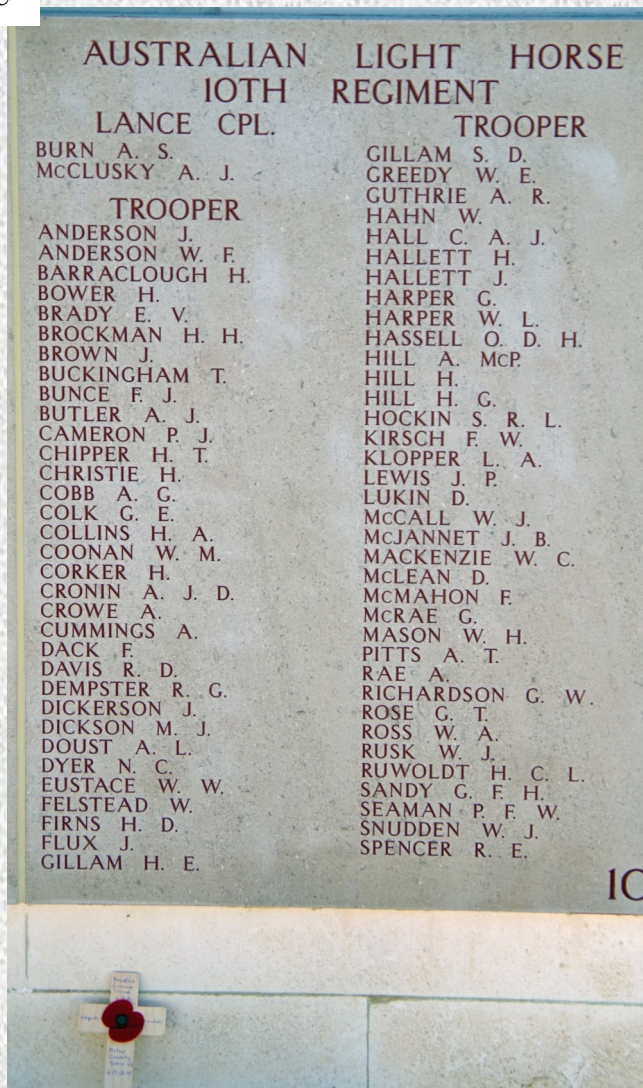 AUSTRALIAN LIGHT HORSE
10TH REGIMENT
LANCE CPL.
BURN A. S.
McCLUSKY A. J.
TROOPER
ANDERSON J.
ANDERSON W. F.
BARRACLOUGH H.
BOWER H.
BRADY E. V.
BROCKMAN H. H.
BROWN J.
BUCKINGHAM T.
BUNCE F. J.
BUTLER A. J.
CAMERON P. J.
CHIPPER H. T.
CHRISTIE H.
COBB A. G.
COLK G. E.
COLLINS H. A.
COONAN W. M.
CORKER H.
CRONIN A. J. D.
CROWE A.
CUMMINGS A.
DACK F.
DAVIS R. D.
DEMPSTER R. G.
DICKERSON J.
DICKSON M. J.
DOUST A. L.
DYER N. C.
EUSTACE W. W.
FELSTEAD W.
FIRNS H. D.
FLUX J.
GILLAM H. E.
TROOPER
GILLAM S. D.
GREEDY W. E.
GUTHRIE A. R.
HAHN W.
HALL C. A. J.
HALLETT H.
HALLETT J.
HARPER G.
HARPER W. L.
HASSELL O. D. H.
HILL A. McP.
HILL H.
HILL H. G.
HOCKIN S. R. L.
KIRSCH F. W.
KLOPPER L. A.
LEWIS J. P.
LUKIN D.
McCALL W. J.
McJANNET J. B.
MACKENZIE W. C.
McLEAN D.
McMAHON F.
McRAE G.
MASON W. H.
PITTS A. T.
RAE A.
RICHARDSON G. W.
ROSE G. T.
ROSS W. A.
RUSK W. J.
RUWOLDT H. C. L.
SANDY G. F. H.
SEAMAN P. F. W.
SNUDDEN W. J.
SPENCER R. E.